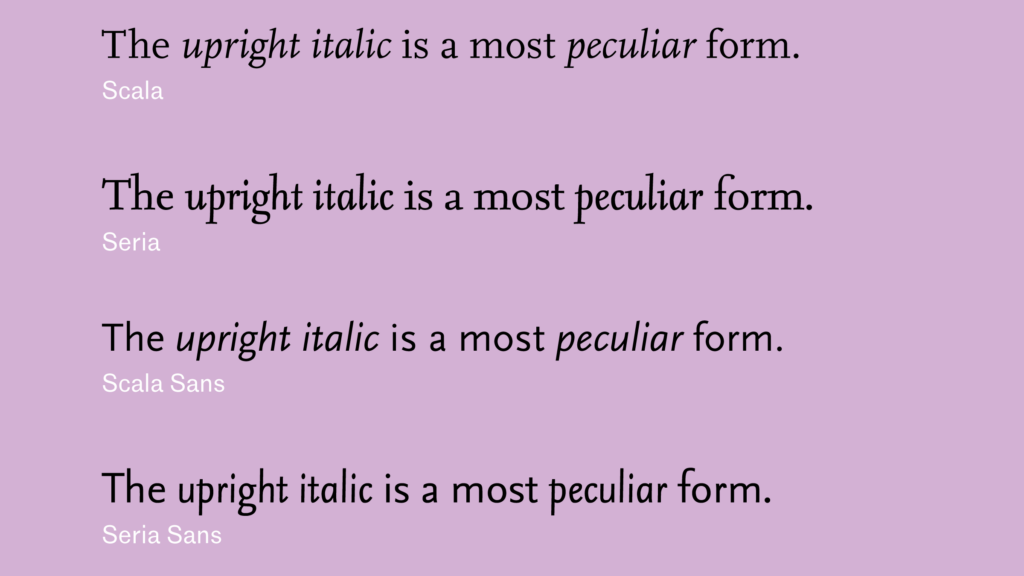 The upright italic is a most peculiar form.
Scala
The upright italic is a most peculiar form.
Seria
The upright italic is a most peculiar form.
Scala Sans
The upright italic is a most peculiar form.
Seria Sans